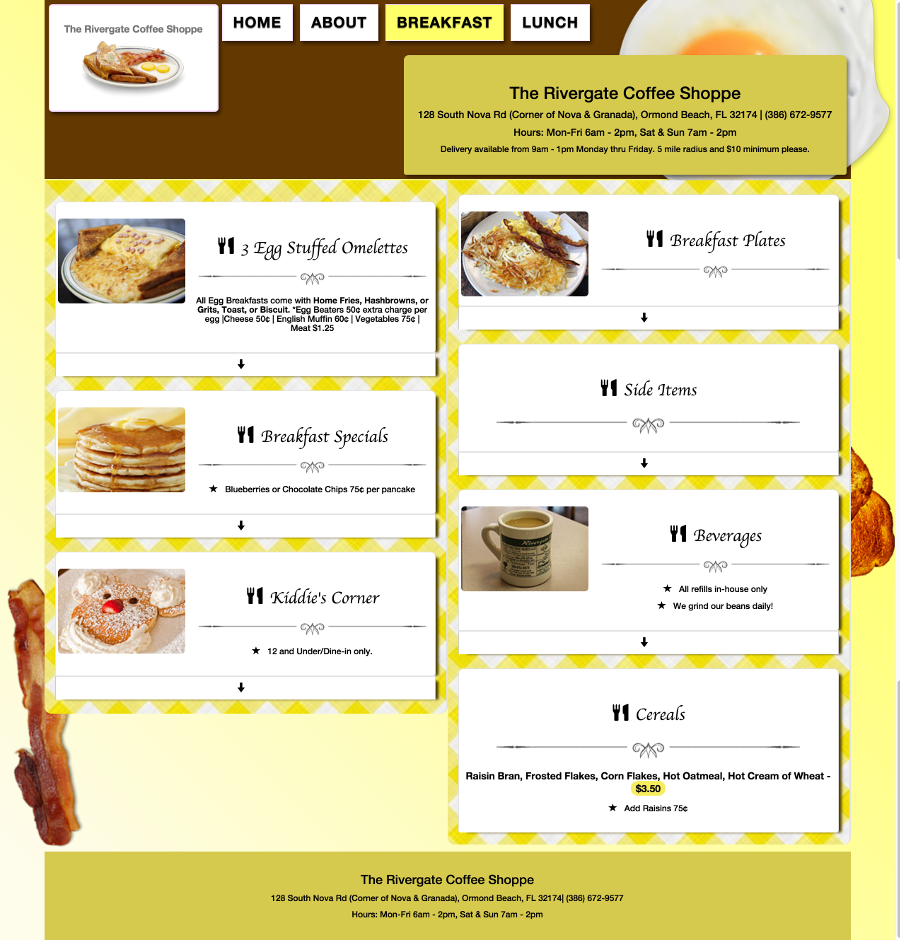 The Rivergate Coffee Shoppe
HOME
ABOUT
BREAKFAST
LUNCH
The Rivergate Coffee Shoppe
128 South Nova Rd (Corner of Nova & Granada), Ormond Beach, FL 32174 | (386) 672-9577
Hours: Mon-Fri 6am - 2pm, Sat & Sun 7am - 2pm
Delivery available from 9am - 1pm Monday thru Friday. 5 mile radius and $10 minimum please.
3 Egg Stuffed Omelettes
All Egg Breakfasts come with Home Fries, Hashbrowns, or
Grits, Toast, or Biscuit. *Egg Beaters 50¢ extra charge per
egg |Cheese 50¢ | English Muffin 60¢ | Vegetables 75¢ |
Meat $1.25
Breakfast Specials
★ Blueberries or Chocolate Chips 75¢ per pancake
Kiddie's Corner
★ 12 and Under/Dine-in only.
Breakfast Plates
Side Items
Beverages
★ All refills in-house only
★ We grind our beans daily!
Cereals
Raisin Bran, Frosted Flakes, Corn Flakes, Hot Oatmeal, Hot Cream of Wheat -
$3.50
★ Add Raisins 75¢
The Rivergate Coffee Shoppe
128 South Nova Rd (Corner of Nova & Granada), Ormond Beach, FL 32174| (386) 672-9577
Hours: Mon-Fri 6am - 2pm, Sat & Sun 7am - 2pm